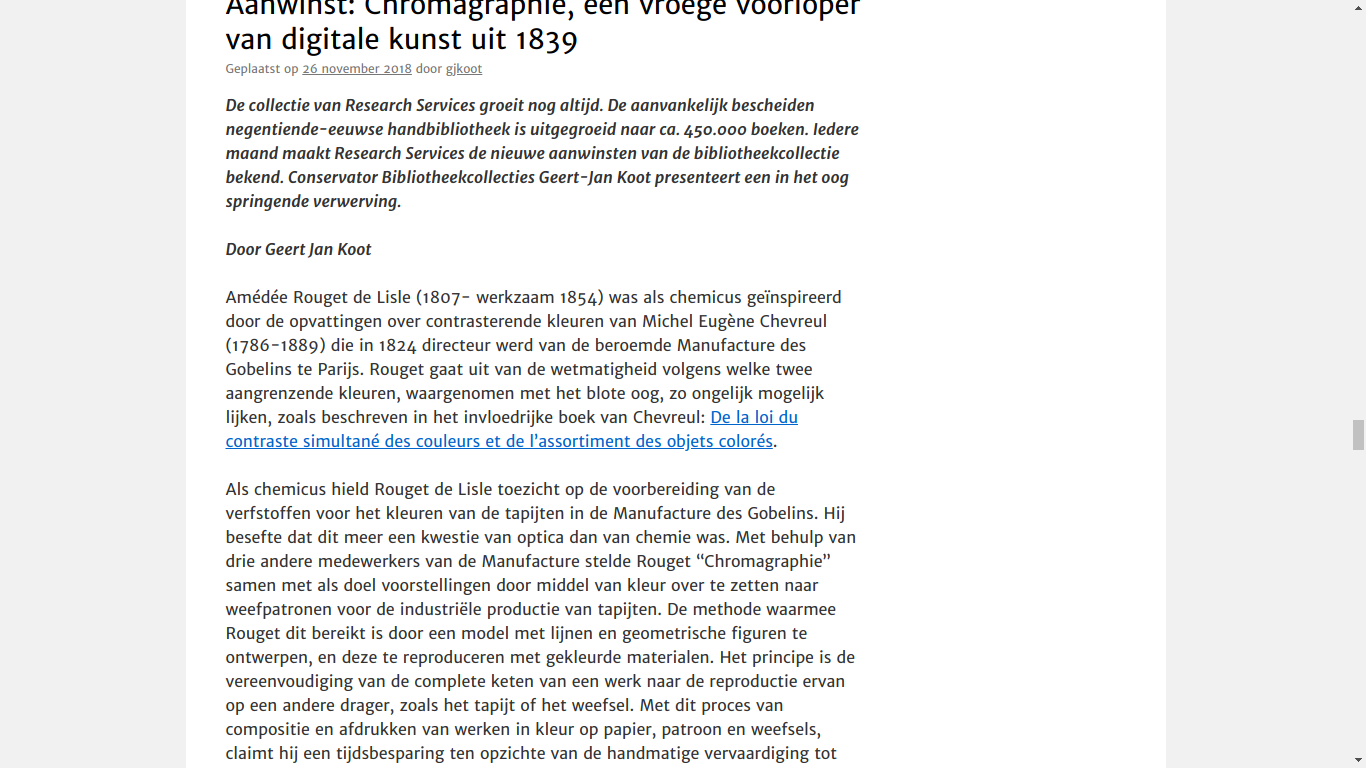 Aanwinst: Chromagraphie, een vroege voorloper
van digitale kunst uit 1839
Geplaatst op 26 november 2018 door gjkoot
De collectie van Research Services groeit nog altijd. De aanvankelijk bescheiden
negentiende-eeuwse handbibliotheek is uitgegroeid naar ca. 450.000 boeken. Iedere
maand maakt Research Services de nieuwe aanwinsten van de bibliotheekcollectie
bekend. Conservator Bibliotheekcollecties Geert-Jan Koot presenteert een in het oog
springende verwerving.
Door Geert Jan Koot
Amédée Rouget de Lisle (1807- werkzaam 1854) was als chemicus geïnspireerd
door de opvattingen over contrasterende kleuren van Michel Eugène Chevreul
(1786-1889) die in 1824 directeur werd van de beroemde Manufacture des
Gobelins te Parijs. Rouget gaat uit van de wetmatigheid volgens welke twee
aangrenzende kleuren, waargenomen met het blote oog, zo ongelijk mogelijk
lijken, zoals beschreven in het invloedrijke boek van Chevreul: De la loi du
contraste simultané des couleurs et de l’assortiment des objets colorés.
Als chemicus hield Rouget de Lisle toezicht op de voorbereiding van de
verfstoffen voor het kleuren van de tapijten in de Manufacture des Gobelins. Hij
besefte dat dit meer een kwestie van optica dan van chemie was. Met behulp van
drie andere medewerkers van de Manufacture stelde Rouget “Chromagraphie”
samen met als doel voorstellingen door middel van kleur over te zetten naar
weefpatronen voor de industriële productie van tapijten. De methode waarmee
Rouget dit bereikt is door een model met lijnen en geometrische figuren te
ontwerpen, en deze te reproduceren met gekleurde materialen. Het principe is de
vereenvoudiging van de complete keten van een werk naar de reproductie ervan
op een andere drager, zoals het tapijt of het weefsel. Met dit proces van
compositie en afdrukken van werken in kleur op papier, patroon en weefsels,
claimt hij een tijdsbesparing ten opzichte van de handmatige vervaardiging tot